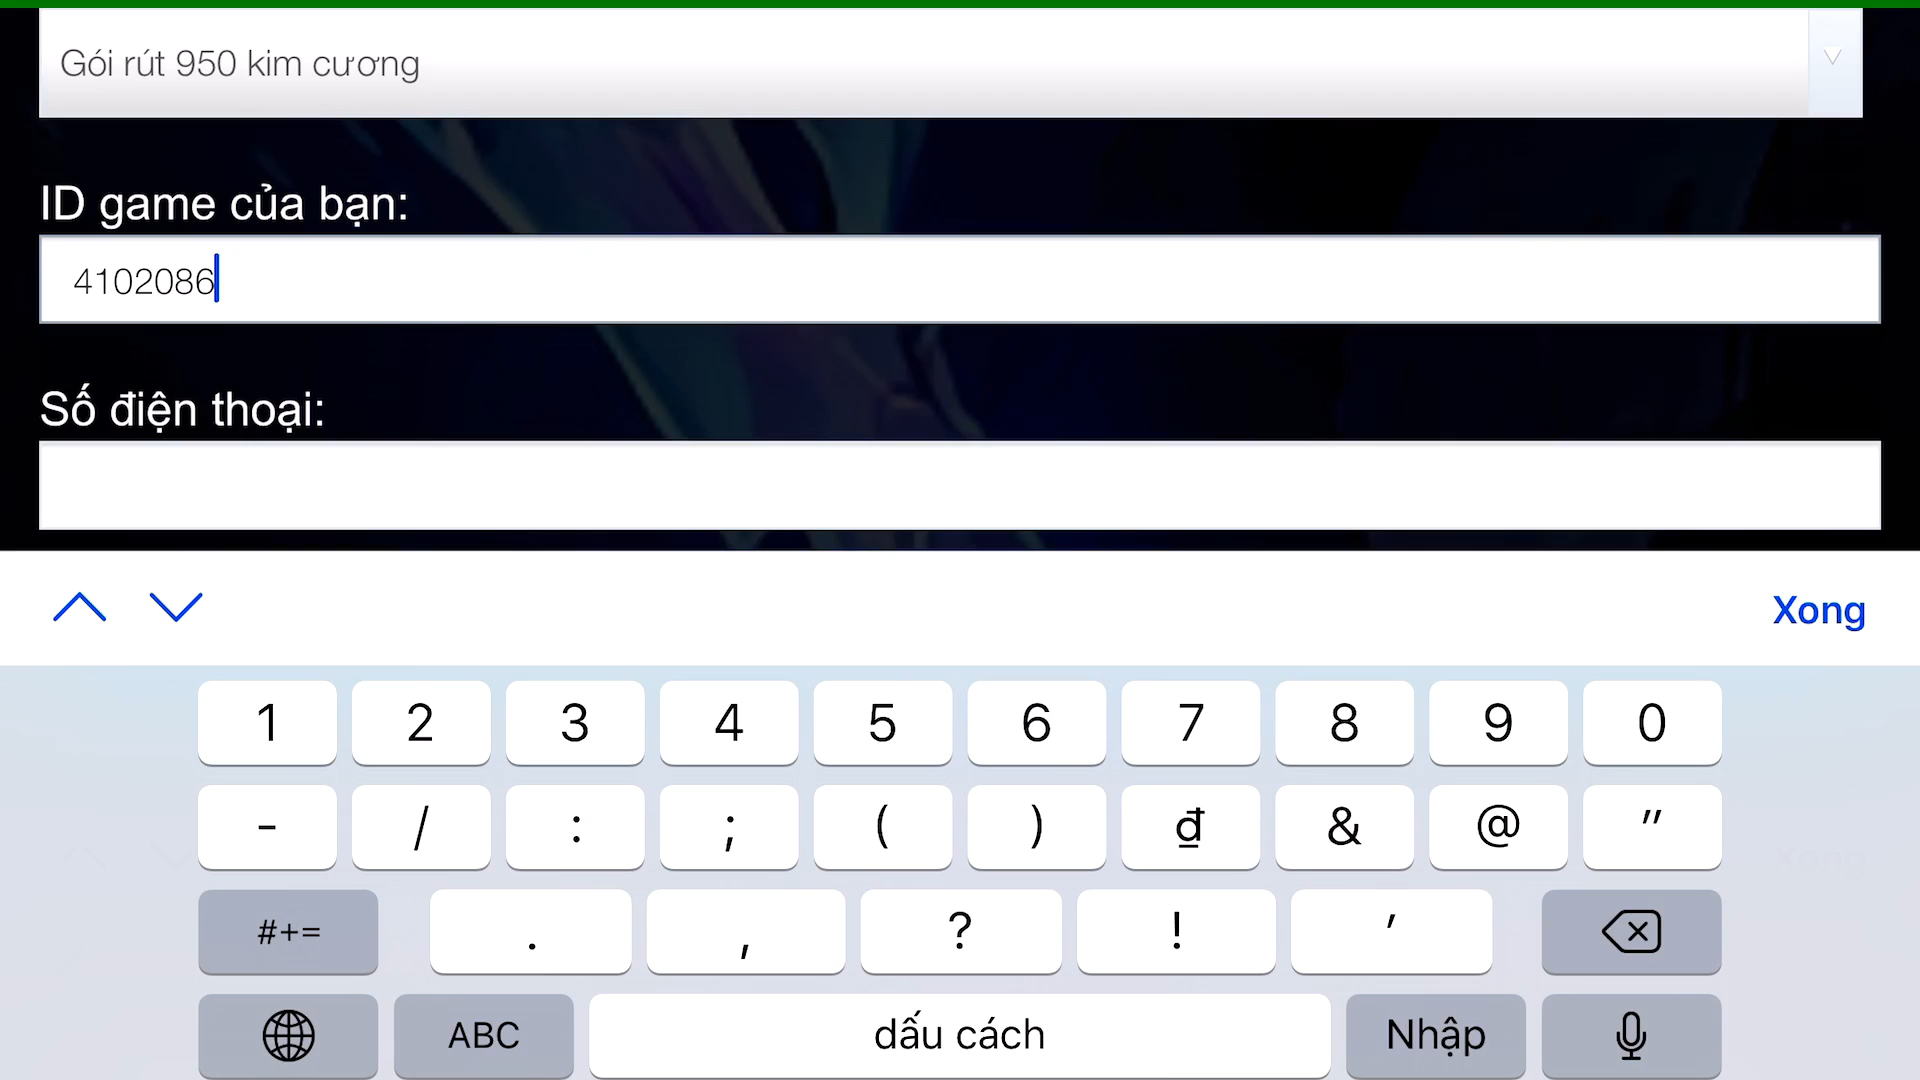 Gói rút 950 kim cương
ID game của bạn:
4102086
Số điện thoại:
Xong
1 2 3 4 5 6 7 8 9 0
- / : ; ( ) ₫ & @ "
#+= . , ? ! '
ABC dấu cách Nhập